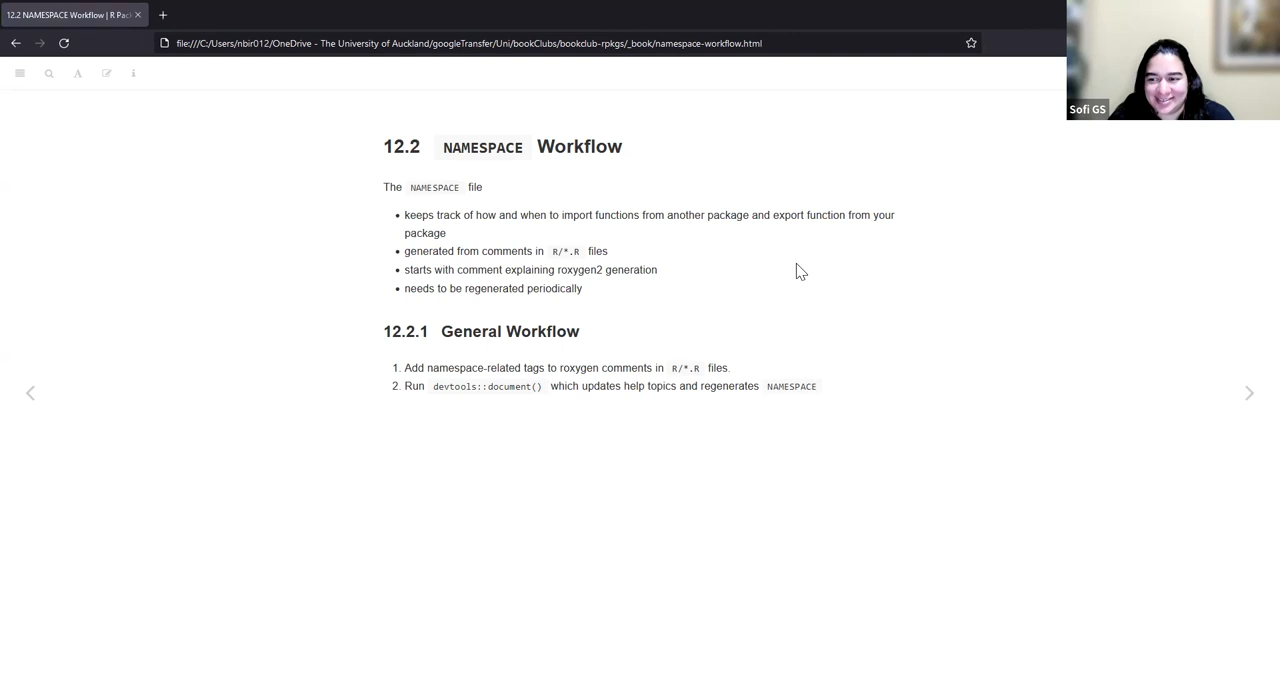 12.2 NAMESPACE Workflow | R Pac
file:///C:/Users/nbir012/OneDrive - The University of Auckland/googleTransfer/Uni/bookClubs/bookclub-rpkgs/_book/namespace-workflow.html
Sofi GS
12.2 NAMESPACE Workflow
The NAMESPACE file
• keeps track of how and when to import functions from another package and export function from your
package
• generated from comments in R/*.R files
• starts with comment explaining roxygen2 generation
• needs to be regenerated periodically
12.2.1 General Workflow
1. Add namespace-related tags to roxygen comments in R/*.R files.
2. Run devtools::document() which updates help topics and regenerates NAMESPACE